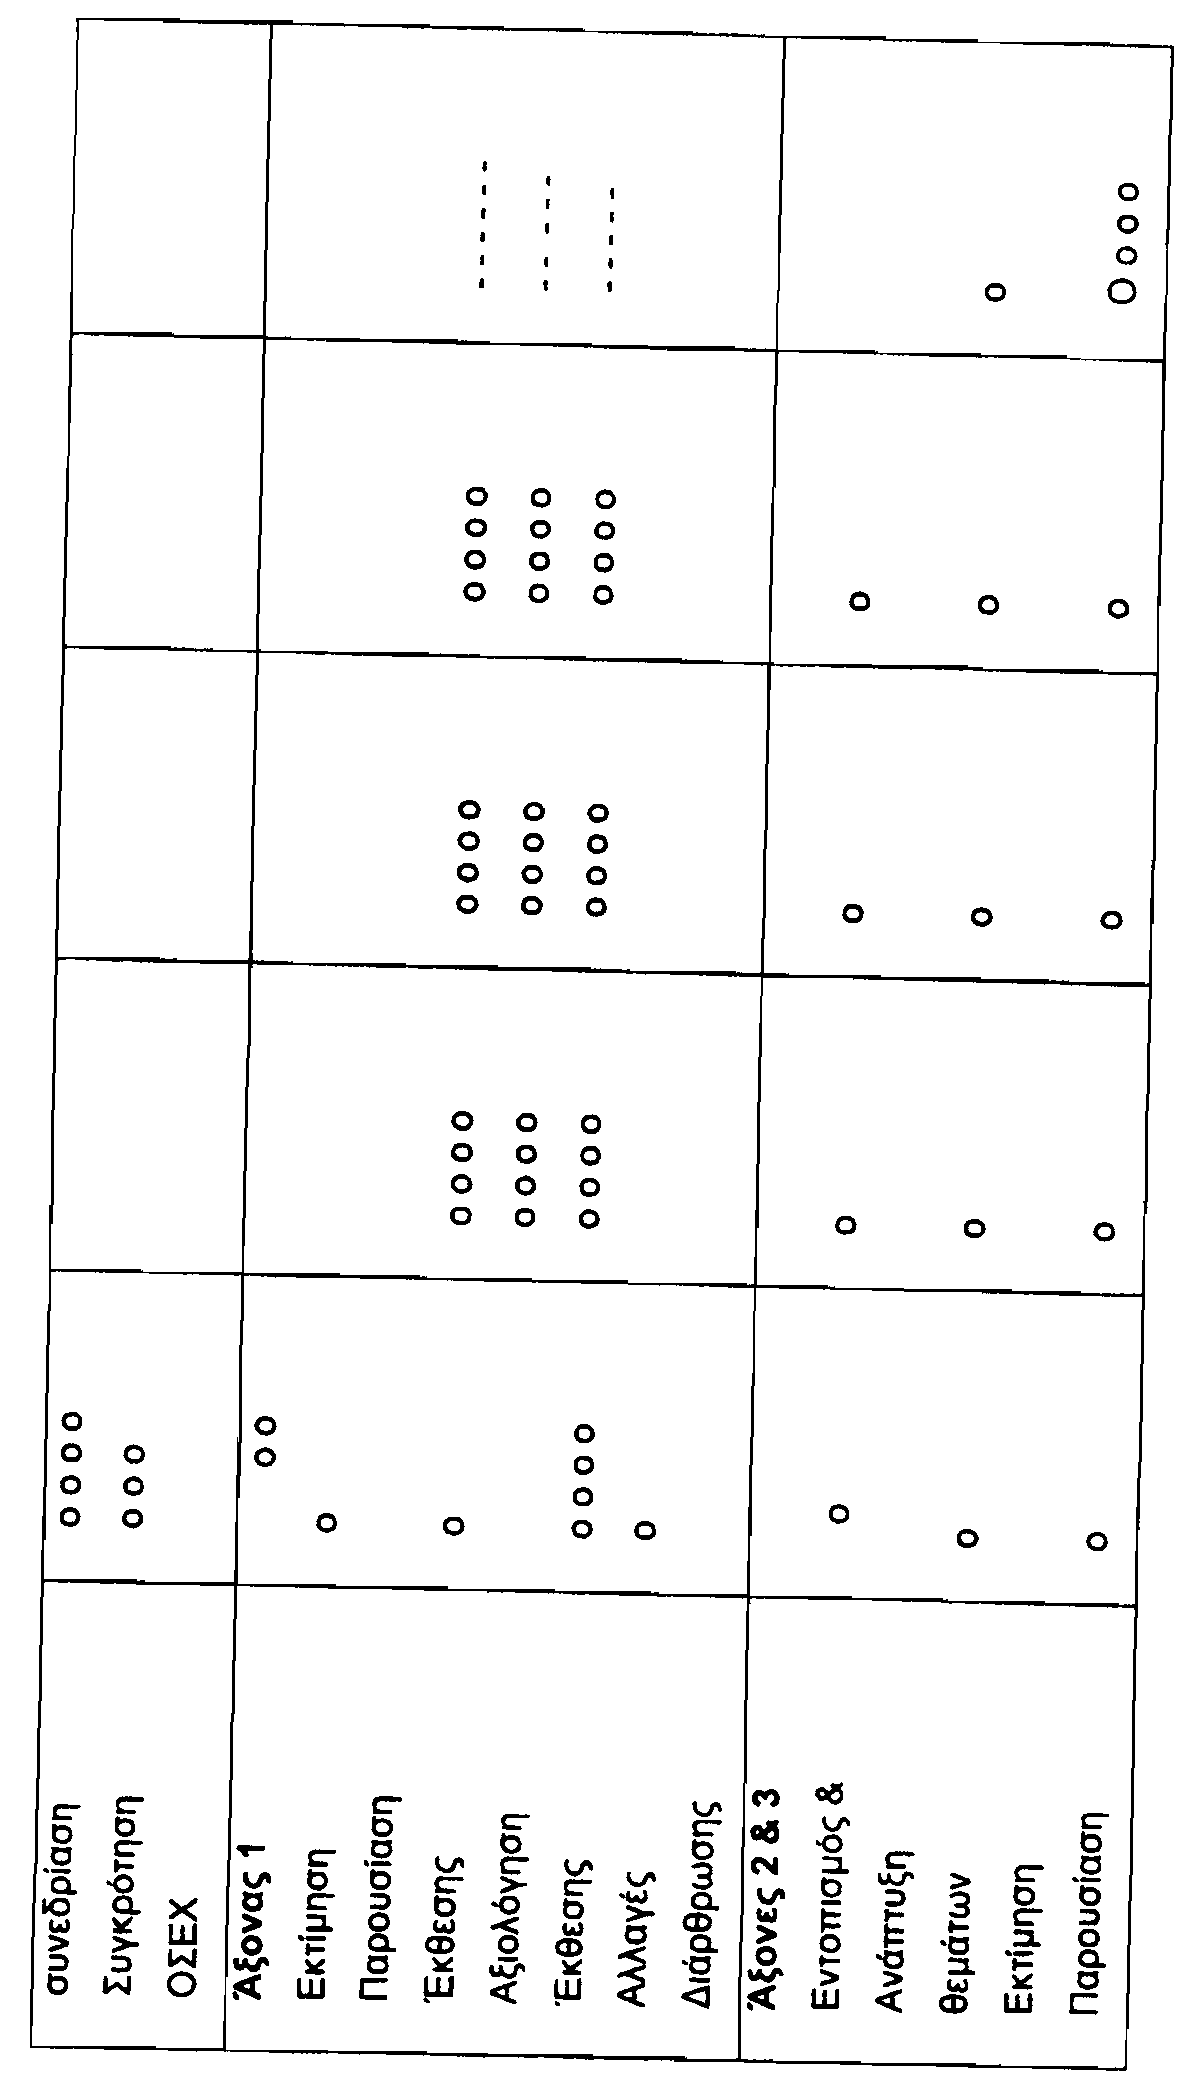 συνεδρίαση o o o o
Συγκρότηση o o o
ΟΣΕΧ
Άξονας 1 o o
Εκτίμηση o
Παρουσίαση
Έκθεσης o o o o o o o o o o o o o - - - - - -
Αξιολόγηση o o o o o o o o o o o o - - - - -
Έκθεσης o o o o o o o o o o o o o o o o - - - - -
Αλλαγές o
Διάρθρωσης
Άξονες 2 & 3
Εντοπισμός & o o o o
Ανάπτυξη
θεμάτων o o o o o
Εκτίμηση
Παρουσίαση o o o o O o o o